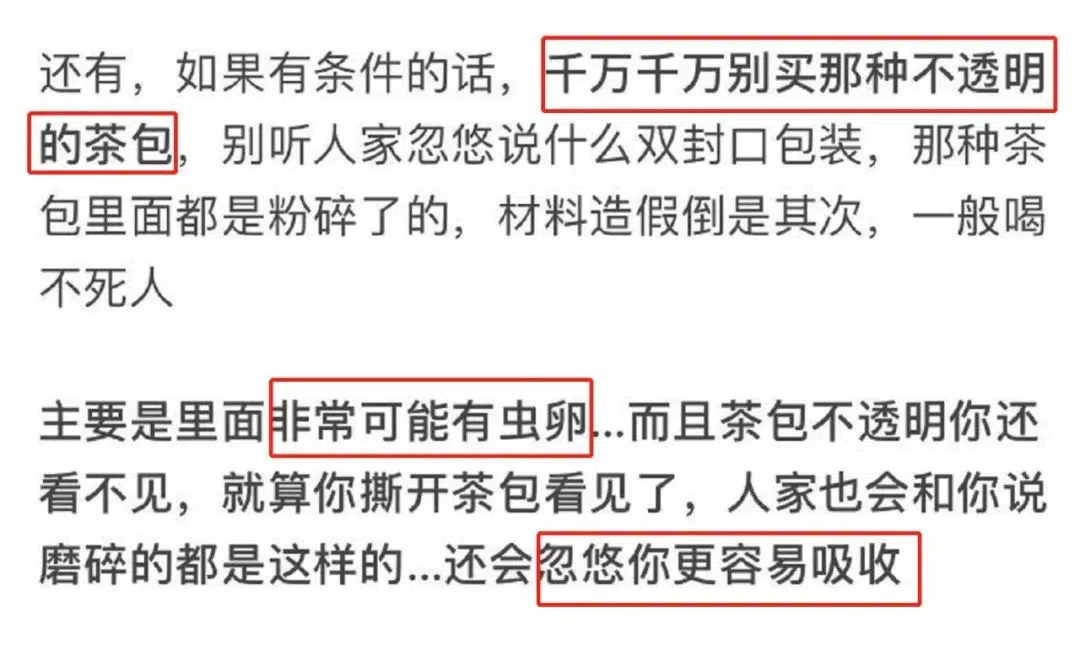 还有，如果有条件的话，千万千万别买那种不透明
的茶包，别听人家忽悠说什么双封口包装，那种茶
包里面都是粉碎了的，材料造假倒是其次，一般喝
不死人
主要是里面非常可能有虫卵...而且茶包不透明你还
看不见，就算你撕开茶包看见了，人家也会和你说
磨碎的都是这样的...还会忽悠你更容易吸收